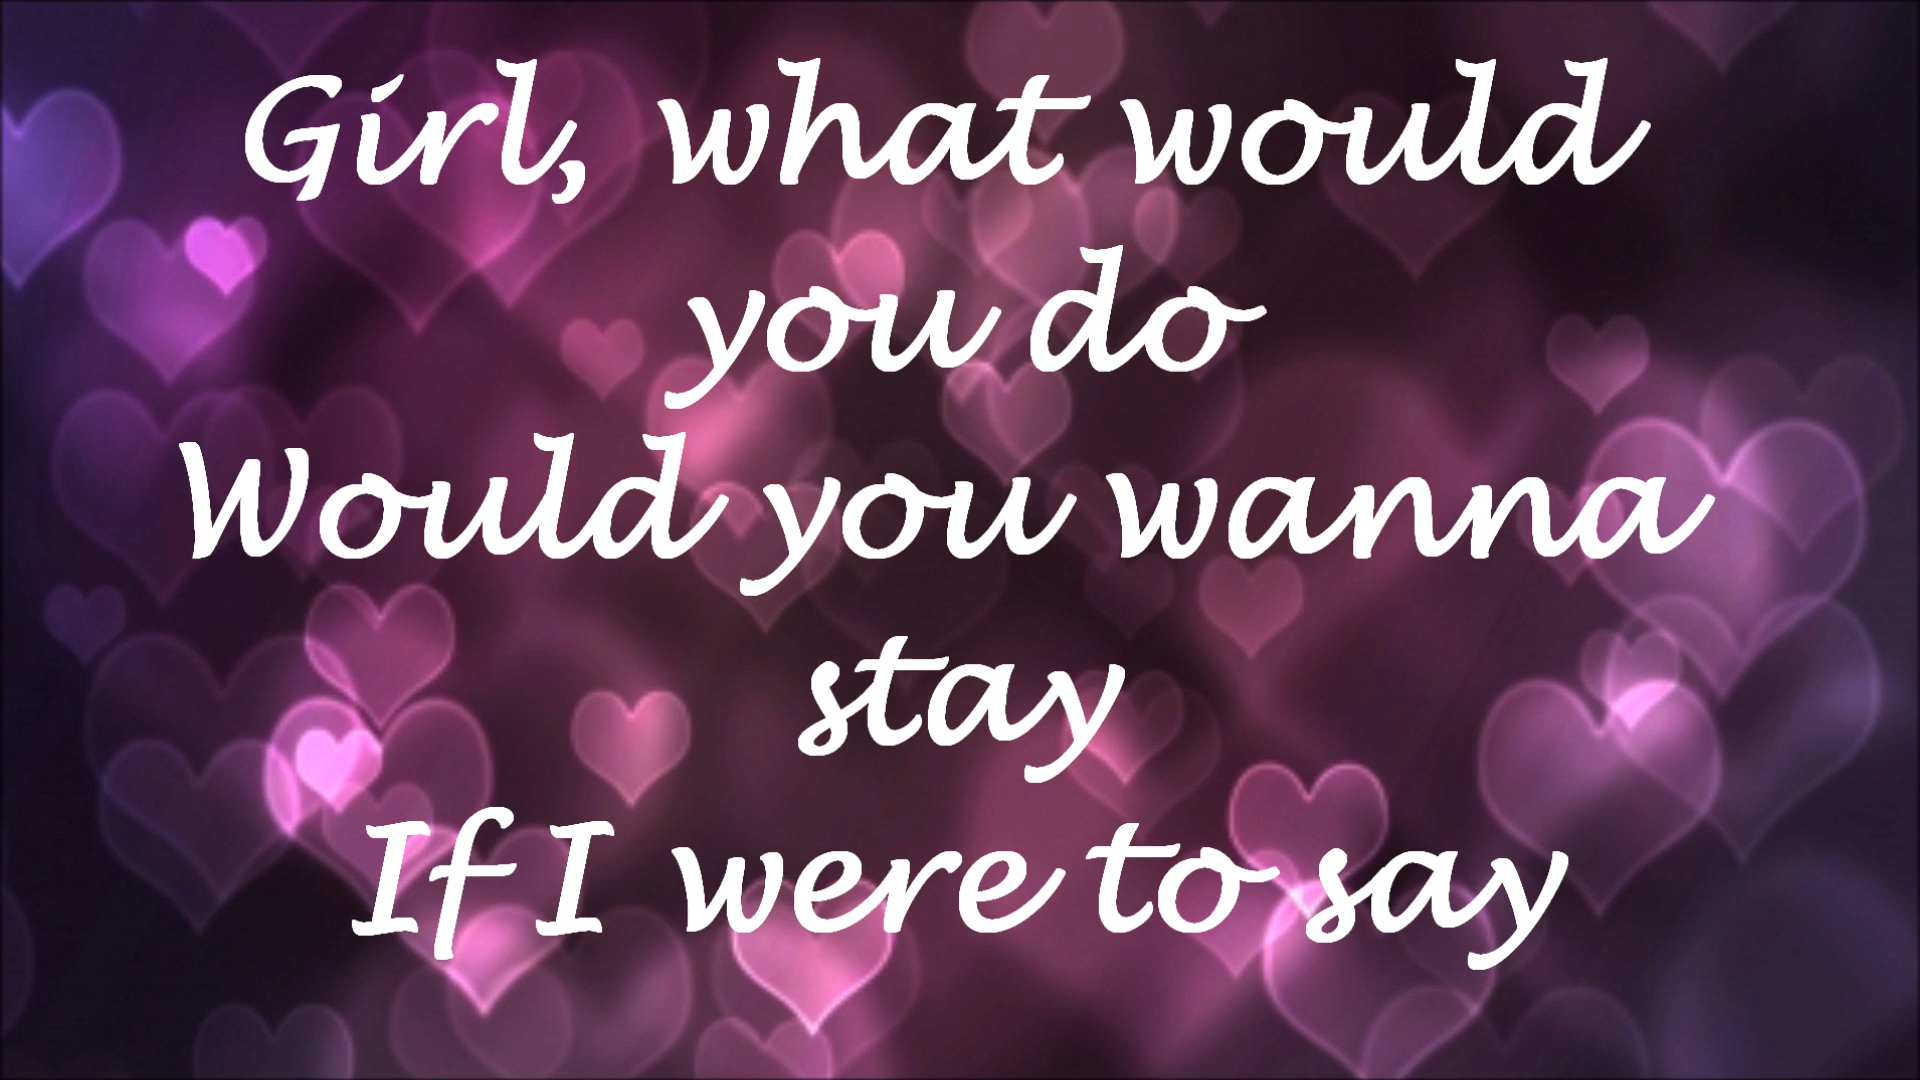 Girl, what would
you do
Would you wanna
stay
If I were to say